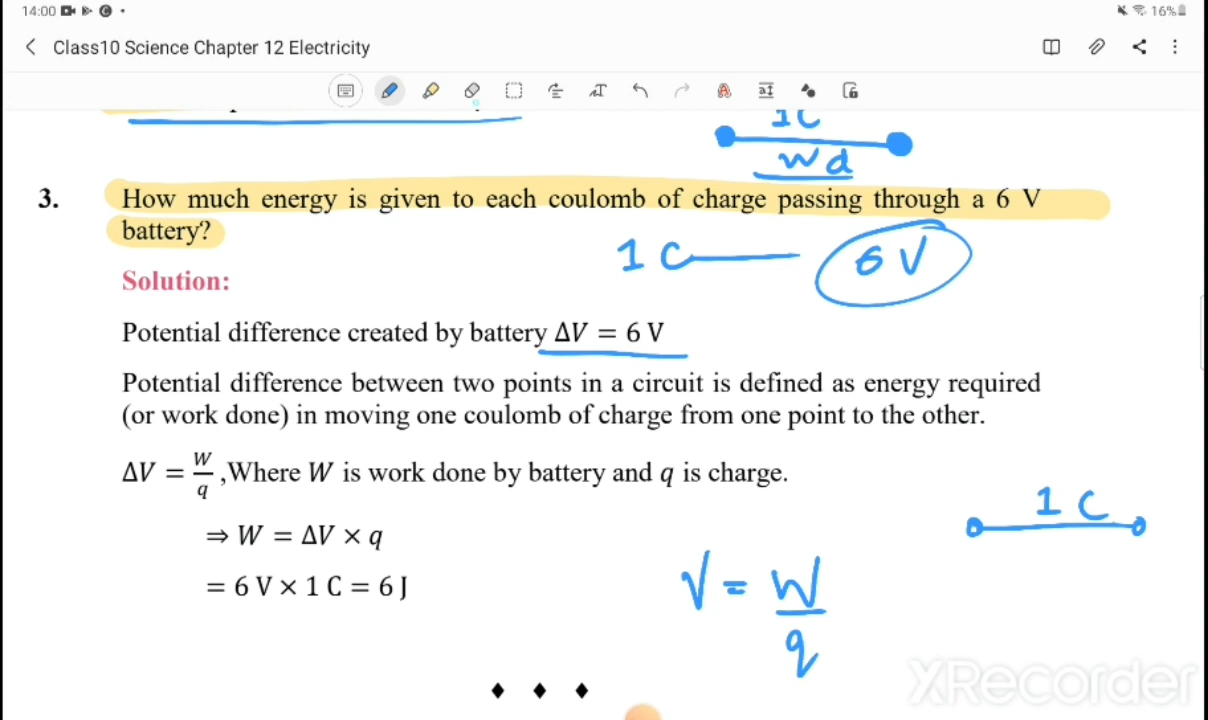 14:00
16%
Class10 Science Chapter 12 Electricity
1C
Wd
3. How much energy is given to each coulomb of charge passing through a 6 V
battery?
1 C 6 V
Solution:
Potential difference created by battery ΔV = 6 V
Potential difference between two points in a circuit is defined as energy required
(or work done) in moving one coulomb of charge from one point to the other.
ΔV = W/q ,Where W is work done by battery and q is charge.
1 C
⇒ W = ΔV × q
= 6 V × 1 C = 6 J
V = W/q
XRecorder